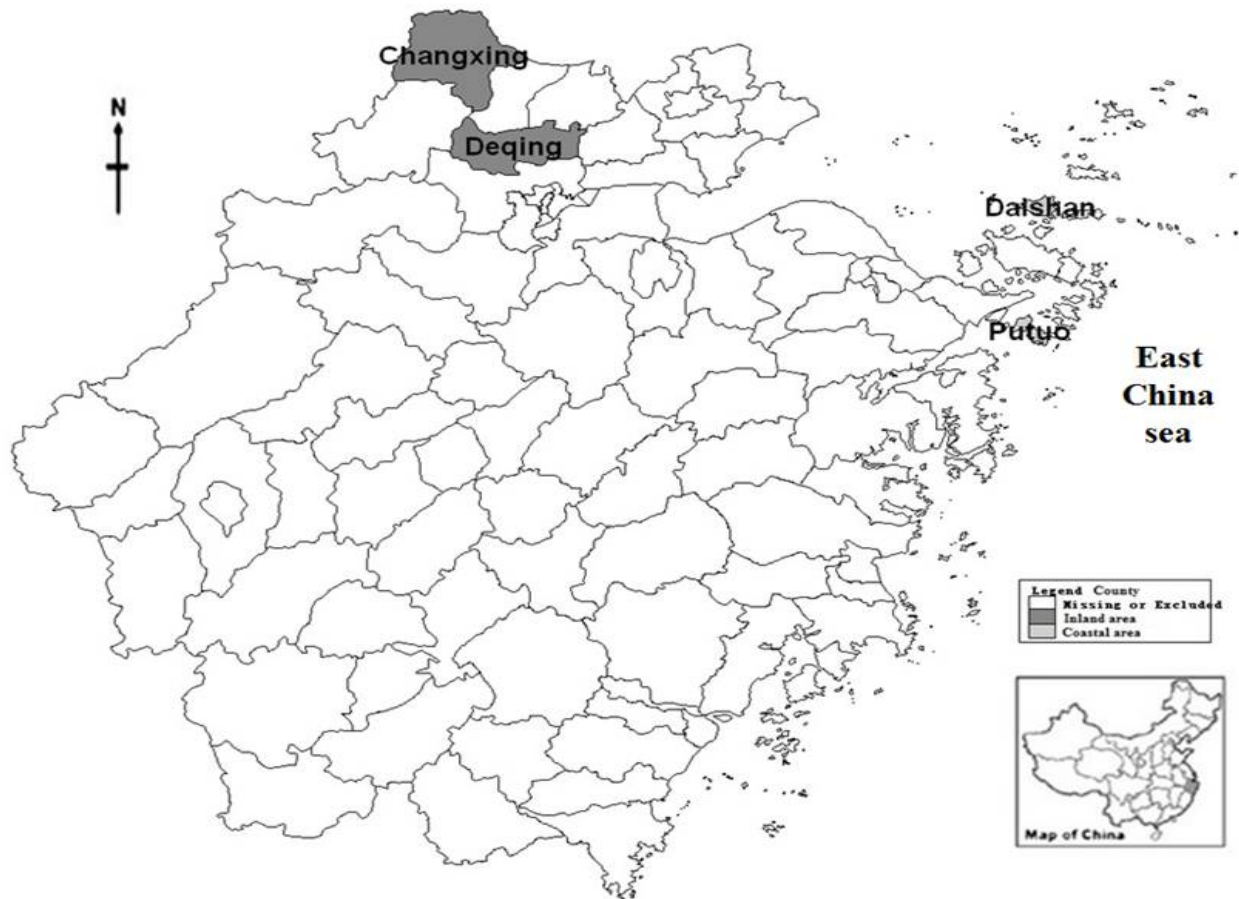 Changxing
N
Deqing
Daishan
Putuo
East
China
sea
Legend County
Missing or Excluded
Inland area
Coastal area
Map of China